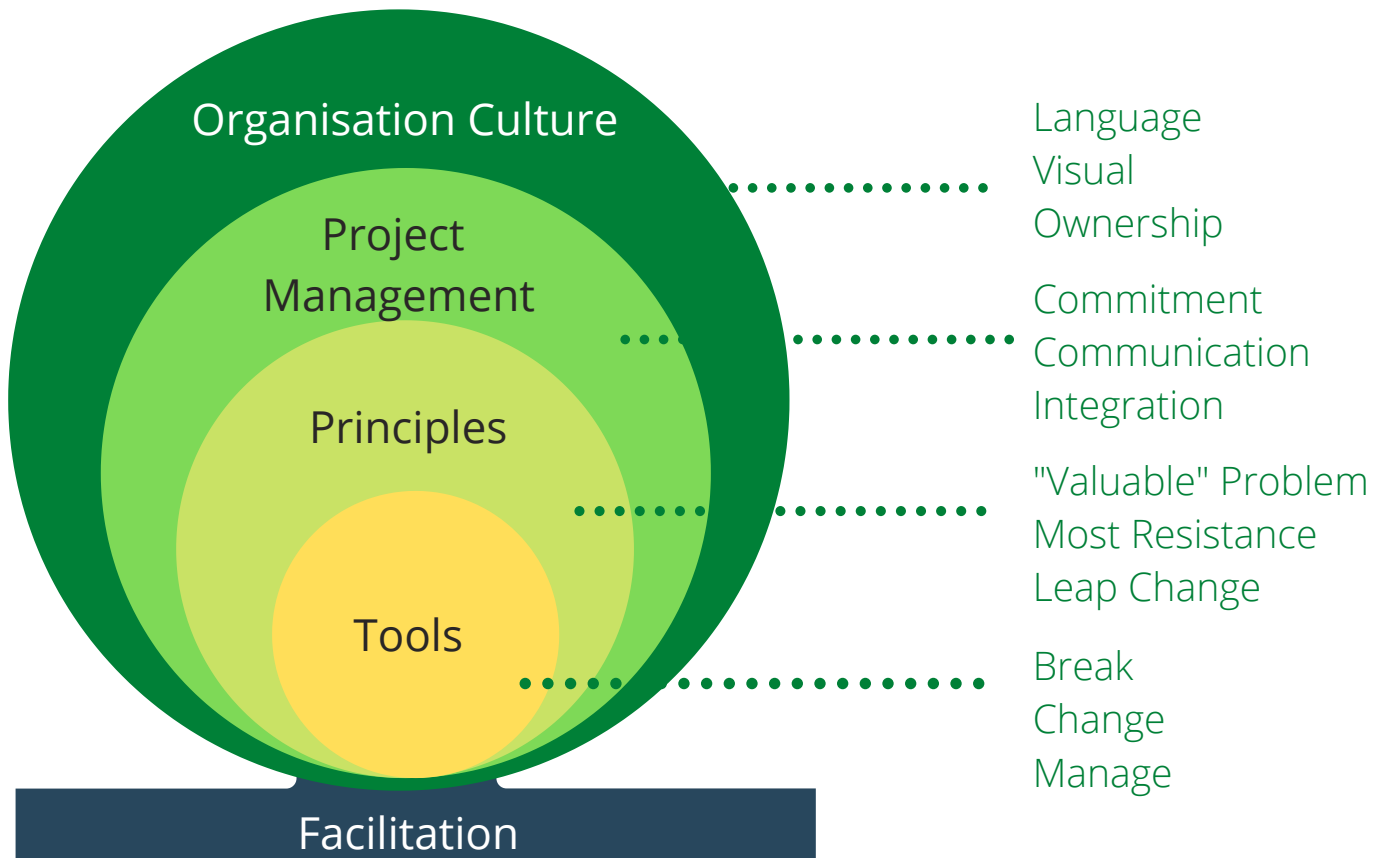 Organisation Culture
Project
Management
Principles
Tools
Facilitation
Language
Visual
Ownership
Commitment
Communication
Integration
"Valuable" Problem
Most Resistance
Leap Change
Break
Change
Manage